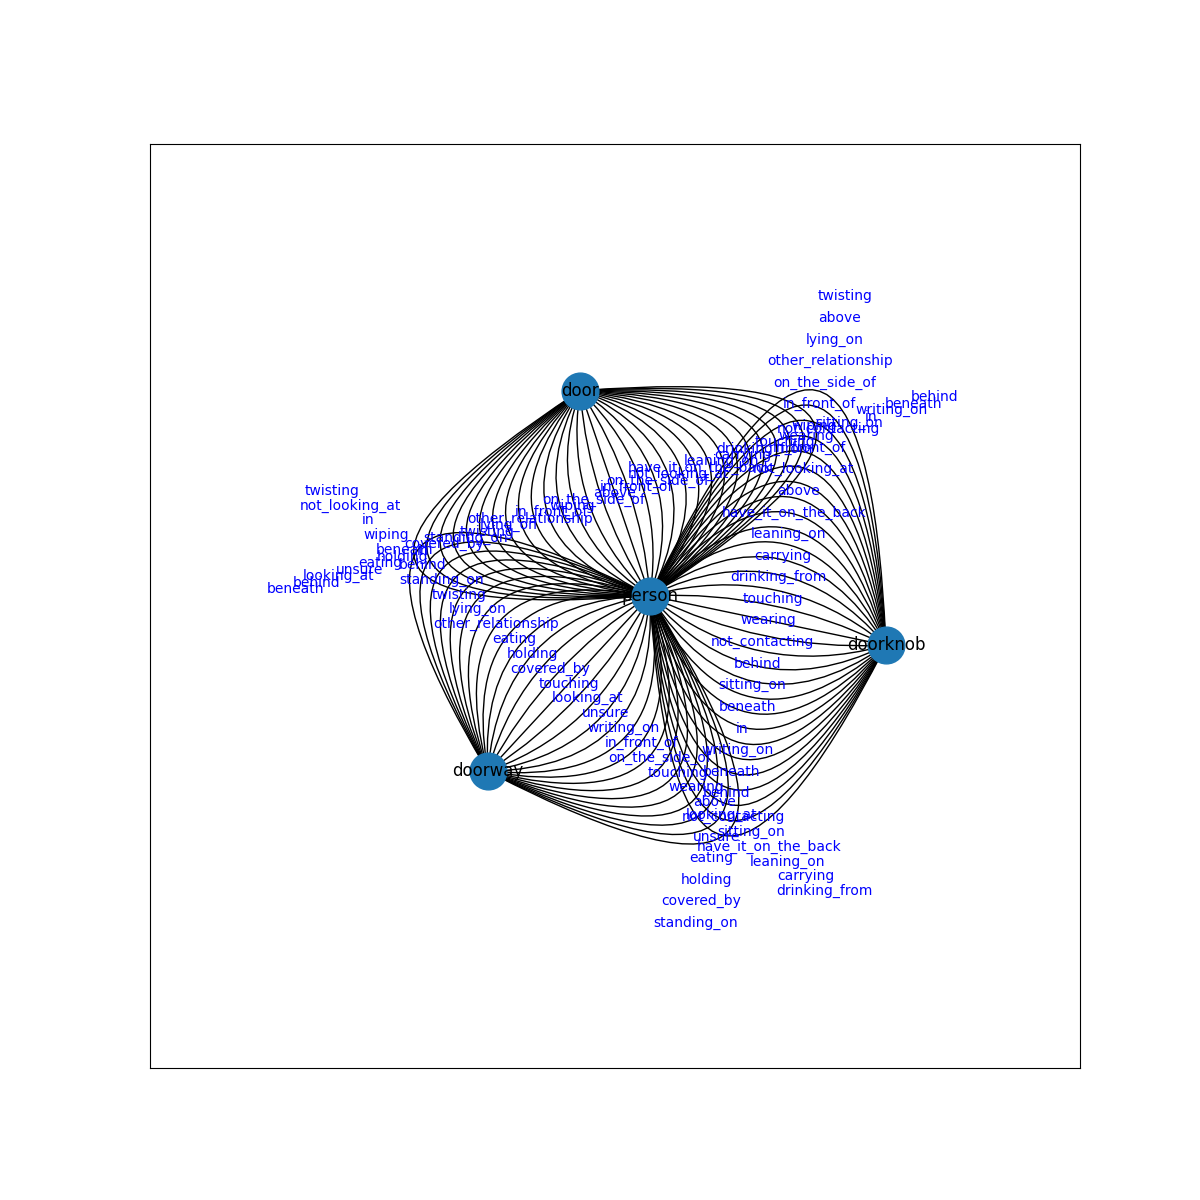 twisting
above
lying_on
other_relationship
on_the_side_of
door
behind
in_front_of
beneath
writing_on
in
sitting_on
wiping
not_contacting
wearing
touching
in_front_of
drinking_from
carrying
leaning_on
not_looking_at
have_it_on_the_back
not_looking_at
on_the_side_of
in_front_of
above
above
twisting
on_the_side_of
not_looking_at
wiping
in_front_of
have_it_on_the_back
in
other_relationship
lying_on
twisting
wiping
leaning_on
standing_on
covered_by
beneath
holding
carrying
eating
behind
unsure
looking_at
drinking_from
standing_on
behind
beneath
twisting
person
touching
lying_on
wearing
other_relationship
eating
not_contacting
doorknob
holding
behind
covered_by
touching
sitting_on
looking_at
beneath
unsure
writing_on
in
in_front_of
writing_on
on_the_side_of
doorway
touching
beneath
wearing
behind
above
looking_at
not_contacting
sitting_on
unsure
have_it_on_the_back
eating
leaning_on
holding
carrying
drinking_from
covered_by
standing_on